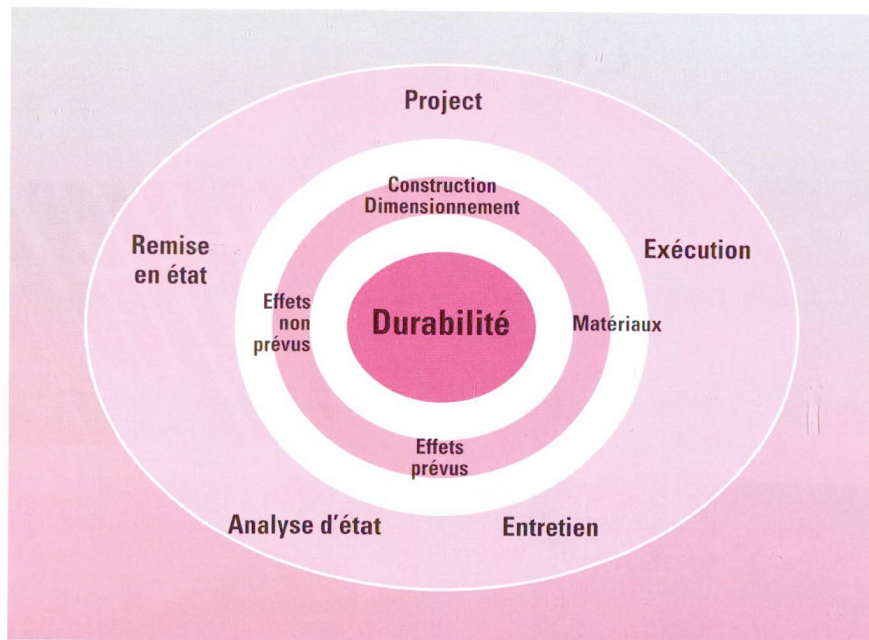 Project
Construction
Dimensionnement
Remise
en état
Exécution
Effets
non
prévus
Durabilité
Matériaux
Effets
prévus
Analyse d'état
Entretien